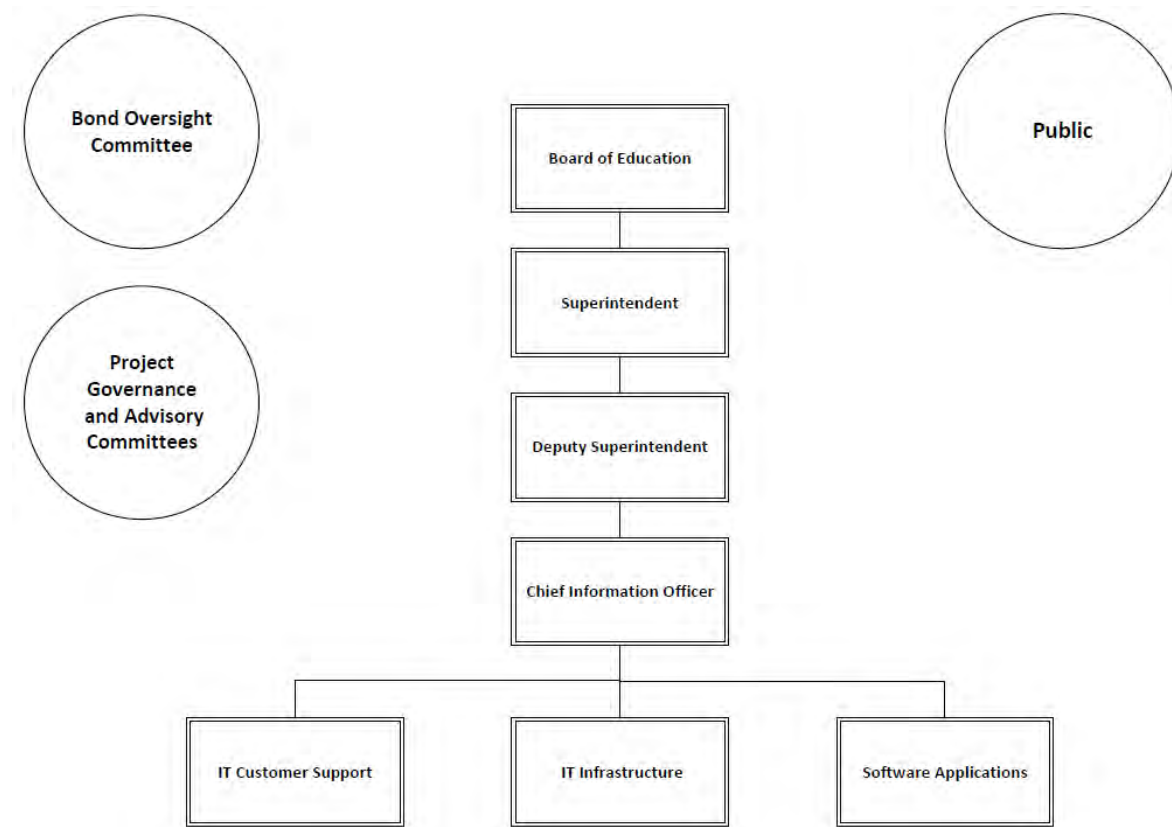 Bond Oversight
Committee
Public
Board of Education
Superintendent
Project
Governance
and Advisory
Committees
Deputy Superintendent
Chief Information Officer
IT Customer Support
IT Infrastructure
Software Applications